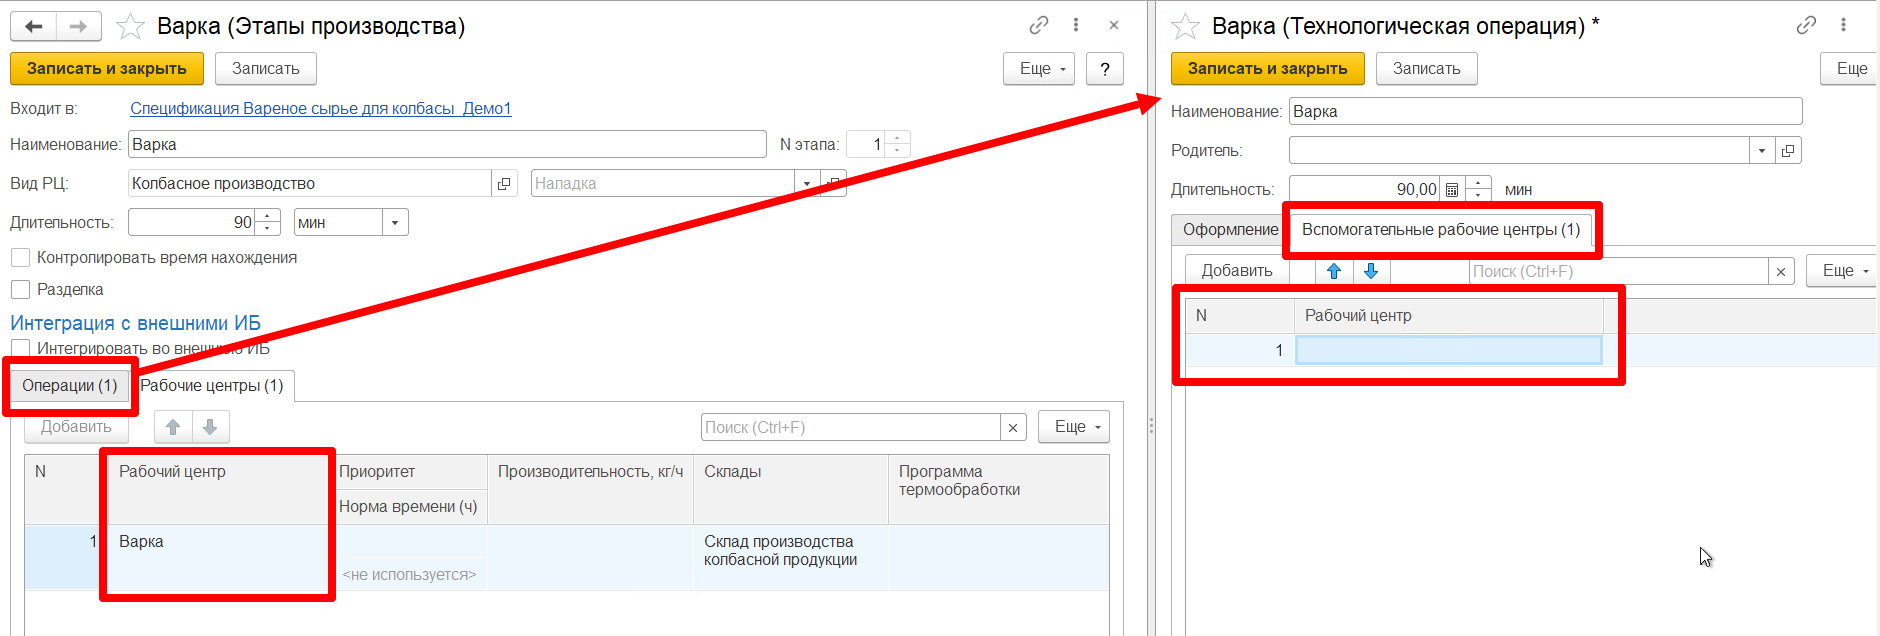 Варка (Этапы производства)
Записать и закрыть
Записать
Еще
?
Входит в:
Спецификация Вареное сырье для колбасы_Демо1
Наименование:
Варка
N этапа:
1
Вид РЦ:
Колбасное производство
Наладка
Длительность:
90
мин
Контролировать время нахождения
Разделка
Интеграция с внешними ИБ
Интегрировать во внешнюю ИБ
Операции (1)
Рабочие центры (1)
Добавить
Поиск (Ctrl+F)
×
Еще
N
Рабочий центр
Приоритет
Норма времени (ч)
Производительность, кг/ч
Склады
Программа
термообработки
1
Варка
<не используется>
Склад производства
колбасной продукции
Варка (Технологическая операция) *
Записать и закрыть
Записать
Еще
Наименование:
Варка
Родитель:
Длительность:
90,00
мин
Оформление
Вспомогательные рабочие центры (1)
Добавить
Поиск (Ctrl+F)
×
Еще
N
Рабочий центр
1